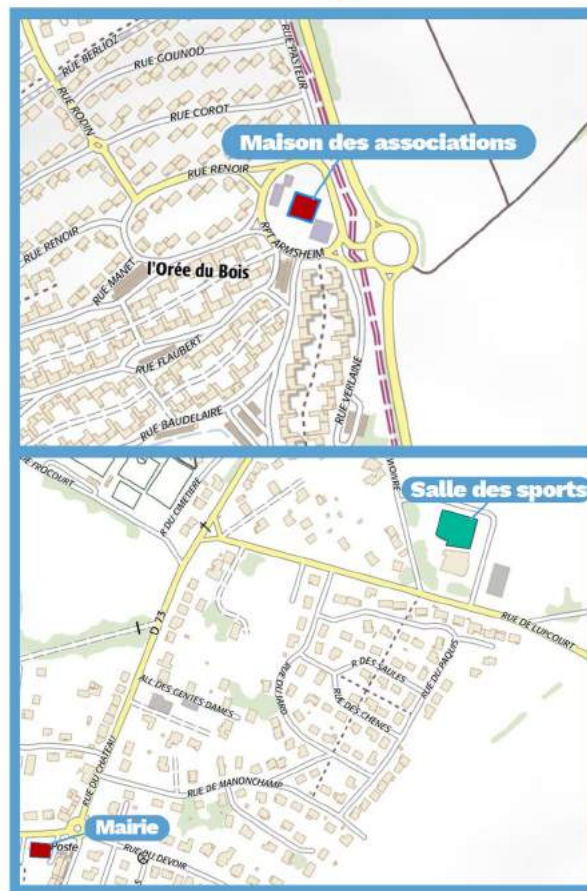 RUE BERLIOZ
RUE GOUNOD
RUE PASTEUR
RUE RODIN
RUE COROT
Maison des associations
RUE RENOIR
RPT ARMSHEIM
RUE RENOIR
l'Orée du Bois
RUE MANET
RUE FLAUBERT
RUE VERLAINE
RUE BAUDELAIRE
FROCOURT
R DU CIMETIERE
Salle des sports
D 73
RUE DE LUPCOURT
R DES SAULES
RUE DU PAQUIS
RUE DU JARD
RUE DES CHENES
ALL DES GENTES DAMES
RUE DU CHÂTEAU
RUE DE MANONCHAMP
Mairie
Poste
RUE DU DEVOIR